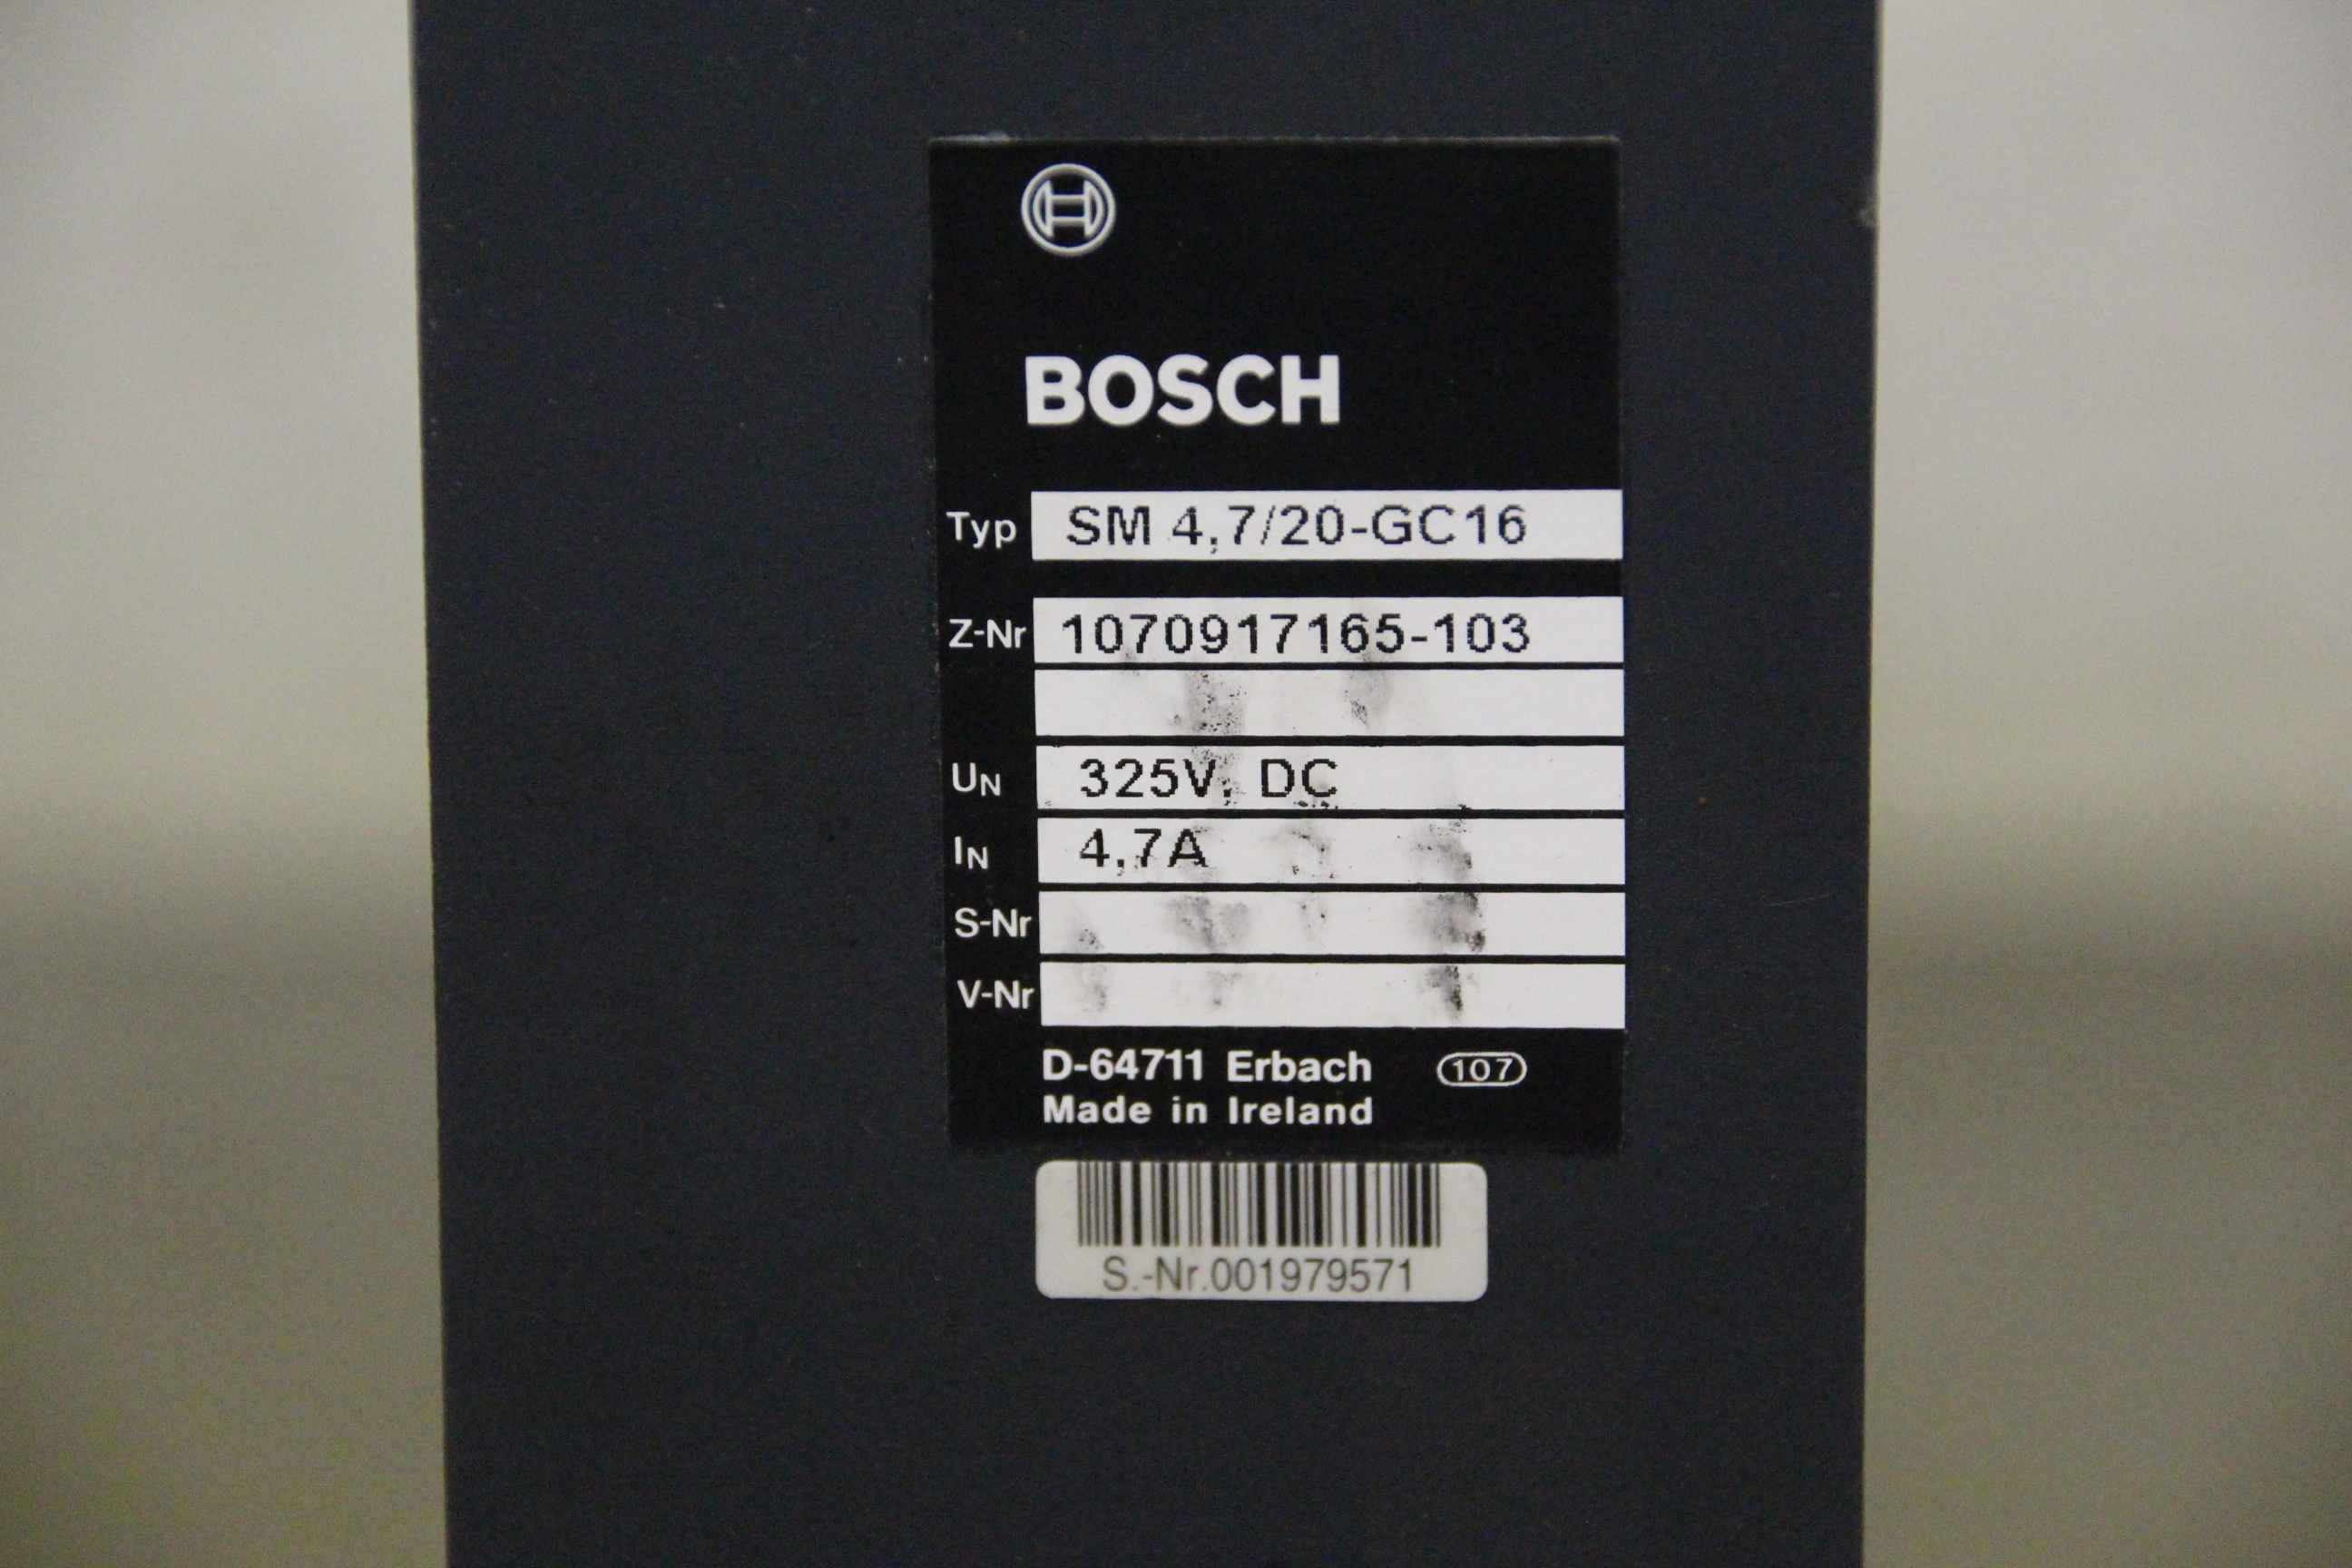 BOSCH
Typ SM 4,7/20-GC16
Z-Nr 1070917165-103
UN 325V, DC
IN 4,7A
S-Nr
V-Nr
D-64711 Erbach 107
Made in Ireland
S.-Nr.001979571